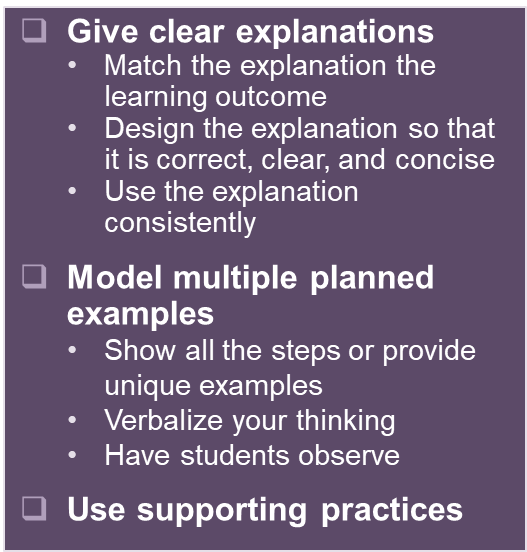 ❑ Give clear explanations
• Match the explanation the
learning outcome
• Design the explanation so that
it is correct, clear, and concise
• Use the explanation
consistently
❑ Model multiple planned
examples
• Show all the steps or provide
unique examples
• Verbalize your thinking
• Have students observe
❑ Use supporting practices